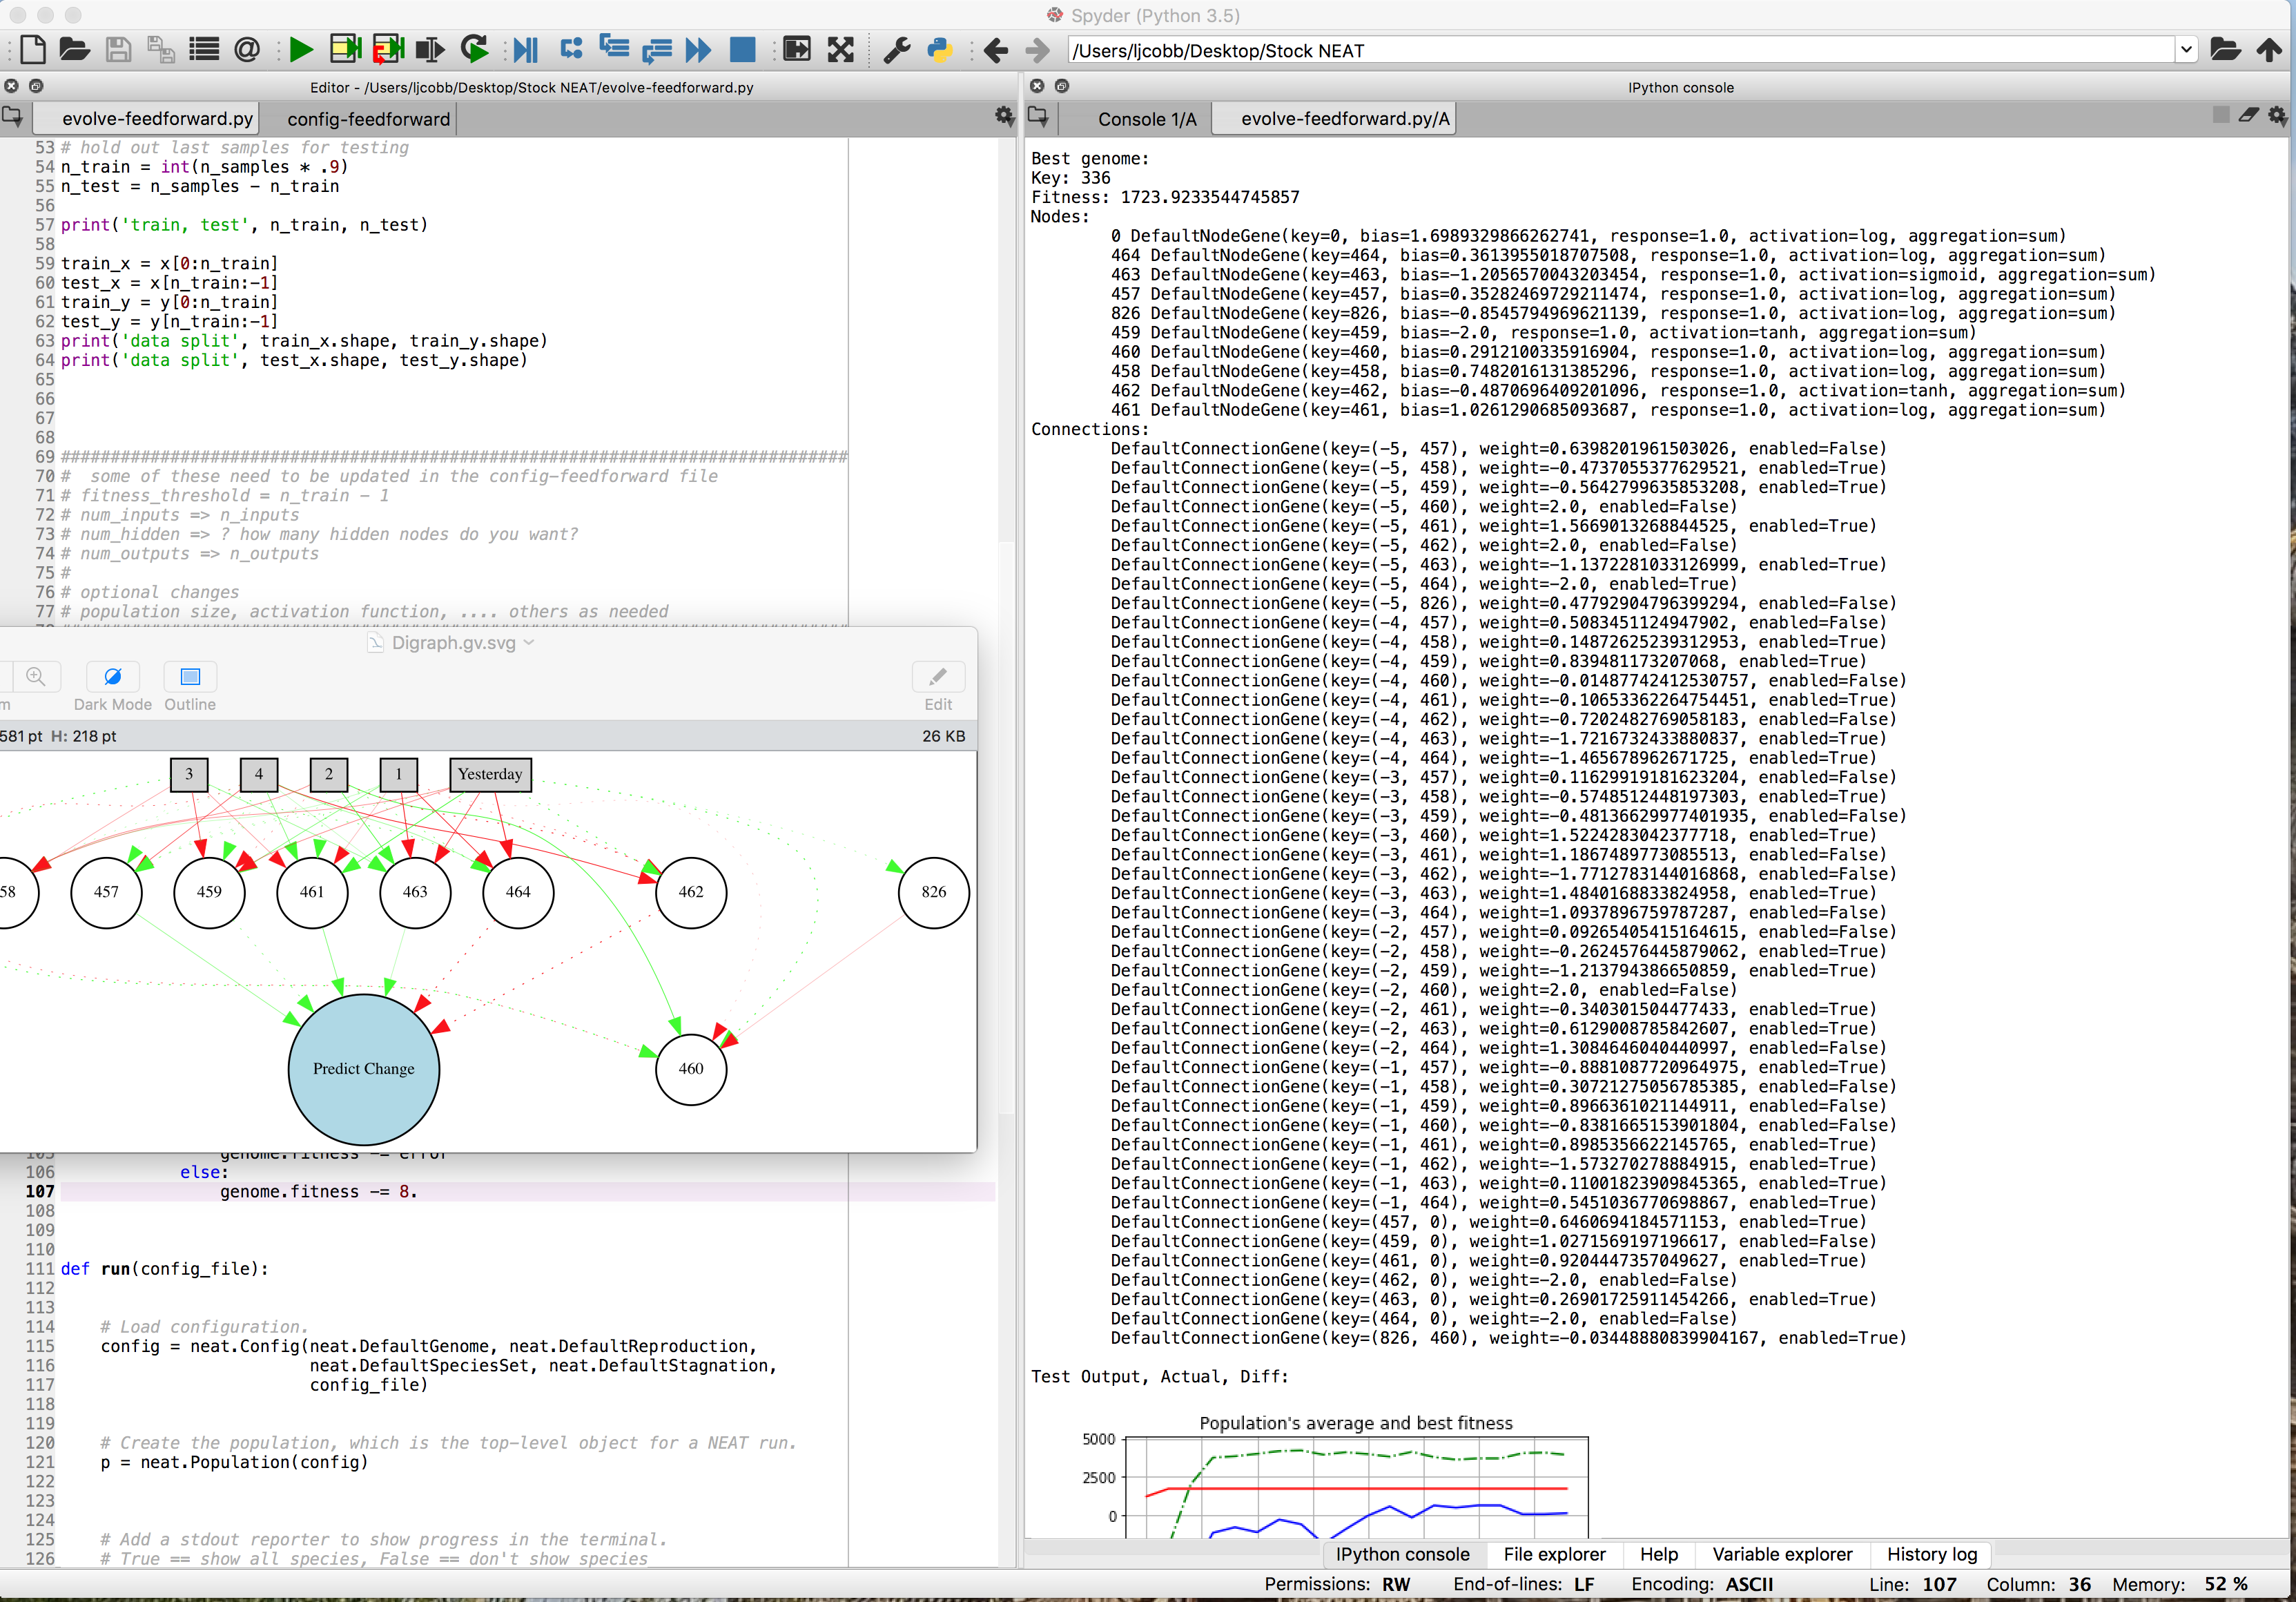 Spyder (Python 3.5)
/Users/ljcobb/Desktop/Stock NEAT
Editor - /Users/ljcobb/Desktop/Stock NEAT/evolve-feedforward.py
evolve-feedforward.py
config-feedforward
53 # hold out last samples for testing
54 n_train = int(n_samples * .9)
55 n_test = n_samples - n_train
56
57 print('train, test', n_train, n_test)
58
59 train_x = x[0:n_train]
60 test_x = x[n_train:-1]
61 train_y = y[0:n_train]
62 test_y = y[n_train:-1]
63 print('data split', train_x.shape, train_y.shape)
64 print('data split', test_x.shape, test_y.shape)
65
66
67
68
69 ###############################################################################
70 #  some of these need to be updated in the config-feedforward file
71 # fitness_threshold = n_train - 1
72 # num_inputs => n_inputs
73 # num_hidden => ? how many hidden nodes do you want?
74 # num_outputs => n_outputs
75 #
76 # optional changes
77 # population size, activation function, .... others as needed
Digraph.gv.svg
m
Dark Mode
Outline
Edit
581 pt H: 218 pt
26 KB
3
4
2
1
Yesterday
58
457
459
461
463
464
462
826
Predict Change
460
105 genome.fitness -= error
106 else:
107 genome.fitness -= 8.
108
109
110
111 def run(config_file):
112
113
114 # Load configuration.
115 config = neat.Config(neat.DefaultGenome, neat.DefaultReproduction,
116 neat.DefaultSpeciesSet, neat.DefaultStagnation,
117 config_file)
118
119
120 # Create the population, which is the top-level object for a NEAT run.
121 p = neat.Population(config)
122
123
124
125 # Add a stdout reporter to show progress in the terminal.
126 # True == show all species, False == don't show species
IPython console
Console 1/A
evolve-feedforward.py/A
Best genome:
Key: 336
Fitness: 1723.9233544745857
Nodes:
0 DefaultNodeGene(key=0, bias=1.6989329866262741, response=1.0, activation=log, aggregation=sum)
464 DefaultNodeGene(key=464, bias=0.3613955018707508, response=1.0, activation=log, aggregation=sum)
463 DefaultNodeGene(key=463, bias=-1.2056570043203454, response=1.0, activation=sigmoid, aggregation=sum)
457 DefaultNodeGene(key=457, bias=0.35282469729211474, response=1.0, activation=log, aggregation=sum)
826 DefaultNodeGene(key=826, bias=-0.8545794969621139, response=1.0, activation=log, aggregation=sum)
459 DefaultNodeGene(key=459, bias=-2.0, response=1.0, activation=tanh, aggregation=sum)
460 DefaultNodeGene(key=460, bias=0.2912100335916904, response=1.0, activation=log, aggregation=sum)
458 DefaultNodeGene(key=458, bias=0.7482016131385296, response=1.0, activation=log, aggregation=sum)
462 DefaultNodeGene(key=462, bias=-0.4870696409201096, response=1.0, activation=tanh, aggregation=sum)
461 DefaultNodeGene(key=461, bias=1.0261290685093687, response=1.0, activation=log, aggregation=sum)
Connections:
DefaultConnectionGene(key=(-5, 457), weight=0.6398201961503026, enabled=False)
DefaultConnectionGene(key=(-5, 458), weight=-0.4737055377629521, enabled=True)
DefaultConnectionGene(key=(-5, 459), weight=-0.5642799635853208, enabled=True)
DefaultConnectionGene(key=(-5, 460), weight=2.0, enabled=False)
DefaultConnectionGene(key=(-5, 461), weight=1.5669013268844525, enabled=True)
DefaultConnectionGene(key=(-5, 462), weight=2.0, enabled=False)
DefaultConnectionGene(key=(-5, 463), weight=-1.1372281033126999, enabled=True)
DefaultConnectionGene(key=(-5, 464), weight=-2.0, enabled=True)
DefaultConnectionGene(key=(-5, 826), weight=0.47792904796399294, enabled=False)
DefaultConnectionGene(key=(-4, 457), weight=0.5083451124947902, enabled=False)
DefaultConnectionGene(key=(-4, 458), weight=0.14872625239312953, enabled=True)
DefaultConnectionGene(key=(-4, 459), weight=0.839481173207068, enabled=True)
DefaultConnectionGene(key=(-4, 460), weight=-0.01487742412530757, enabled=False)
DefaultConnectionGene(key=(-4, 461), weight=-0.10653362264754451, enabled=True)
DefaultConnectionGene(key=(-4, 462), weight=-0.7202482769058183, enabled=False)
DefaultConnectionGene(key=(-4, 463), weight=-1.7216732433880837, enabled=True)
DefaultConnectionGene(key=(-4, 464), weight=-1.465678962671725, enabled=True)
DefaultConnectionGene(key=(-3, 457), weight=0.11629919181623204, enabled=False)
DefaultConnectionGene(key=(-3, 458), weight=-0.5748512448197303, enabled=True)
DefaultConnectionGene(key=(-3, 459), weight=-0.48136629977401935, enabled=False)
DefaultConnectionGene(key=(-3, 460), weight=1.5224283042377718, enabled=True)
DefaultConnectionGene(key=(-3, 461), weight=1.1867489773085513, enabled=False)
DefaultConnectionGene(key=(-3, 462), weight=-1.7712783144016868, enabled=False)
DefaultConnectionGene(key=(-3, 463), weight=1.4840168833824958, enabled=True)
DefaultConnectionGene(key=(-3, 464), weight=1.0937896759787287, enabled=False)
DefaultConnectionGene(key=(-2, 457), weight=0.09265405415164615, enabled=False)
DefaultConnectionGene(key=(-2, 458), weight=-0.2624576445879062, enabled=True)
DefaultConnectionGene(key=(-2, 459), weight=-1.213794386650859, enabled=True)
DefaultConnectionGene(key=(-2, 460), weight=2.0, enabled=False)
DefaultConnectionGene(key=(-2, 461), weight=-0.340301504477433, enabled=True)
DefaultConnectionGene(key=(-2, 463), weight=0.6129008785842607, enabled=True)
DefaultConnectionGene(key=(-2, 464), weight=1.3084646040440997, enabled=False)
DefaultConnectionGene(key=(-1, 457), weight=-0.8881087720964975, enabled=True)
DefaultConnectionGene(key=(-1, 458), weight=0.30721275056785385, enabled=False)
DefaultConnectionGene(key=(-1, 459), weight=0.8966361021144911, enabled=False)
DefaultConnectionGene(key=(-1, 460), weight=-0.8381665153901804, enabled=False)
DefaultConnectionGene(key=(-1, 461), weight=0.8985356622145765, enabled=True)
DefaultConnectionGene(key=(-1, 462), weight=-1.573270278884915, enabled=True)
DefaultConnectionGene(key=(-1, 463), weight=0.11001823909845365, enabled=True)
DefaultConnectionGene(key=(-1, 464), weight=0.5451036770698867, enabled=True)
DefaultConnectionGene(key=(457, 0), weight=0.6460694184571153, enabled=True)
DefaultConnectionGene(key=(459, 0), weight=1.0271569197196617, enabled=False)
DefaultConnectionGene(key=(461, 0), weight=0.9204447357049627, enabled=True)
DefaultConnectionGene(key=(462, 0), weight=-2.0, enabled=False)
DefaultConnectionGene(key=(463, 0), weight=0.26901725911454266, enabled=True)
DefaultConnectionGene(key=(464, 0), weight=-2.0, enabled=False)
DefaultConnectionGene(key=(826, 460), weight=-0.03448880839904167, enabled=True)
Test Output, Actual, Diff:
Population's average and best fitness
5000
2500
0
IPython console
File explorer
Help
Variable explorer
History log
Permissions: RW End-of-lines: LF Encoding: ASCII Line: 107 Column: 36 Memory: 52 %